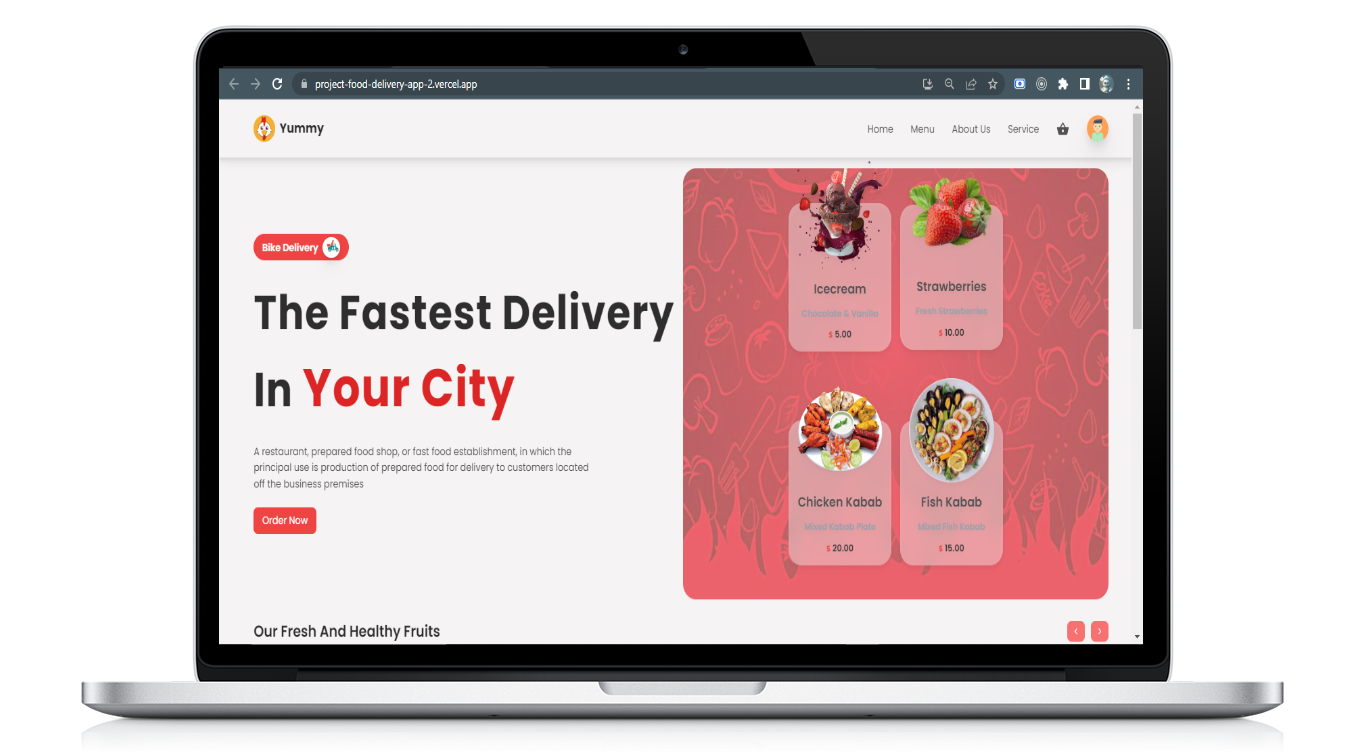 project-food-delivery-app-2.vercel.app
Yummy
Home
Menu
About Us
Service
Bike Delivery
The Fastest Delivery
In Your City
A restaurant, prepared food shop, or fast food establishment, in which the
principal use is production of prepared food for delivery to customers located
off the business premises
Order Now
Icecream
Chocolate & Vanilla
$ 5.00
Strawberries
Fresh Strawberries
$ 10.00
Chicken Kabab
Mixed Kabab Plate
$ 20.00
Fish Kabab
Mixed Fish Kabab
$ 15.00
Our Fresh And Healthy Fruits